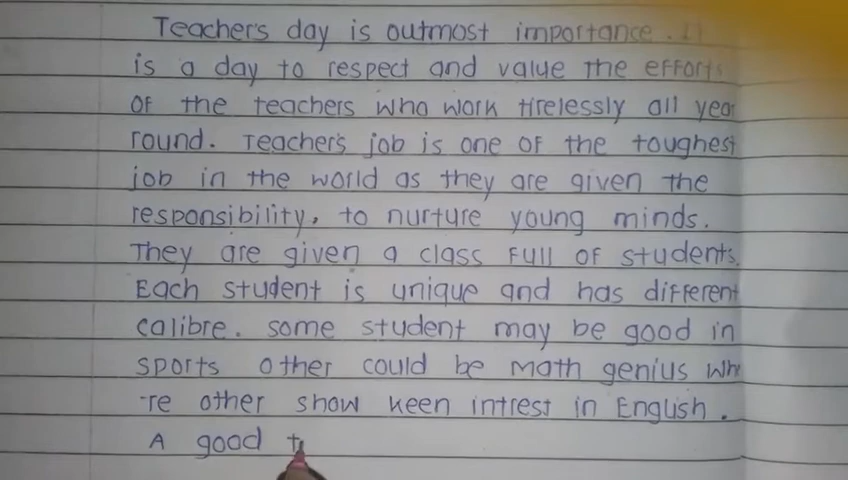 Teacher's day is outmost importance. It
is a day to respect and value the efforts
of the teachers who work tirelessly all year
round. Teacher's job is one of the toughest
job in the world as they are given the
responsibility, to nurture young minds.
They are given a class full of students.
Each student is unique and has different
calibre. some student may be good in
sports other could be math genius whe
-re other show keen intrest in English.
A good t